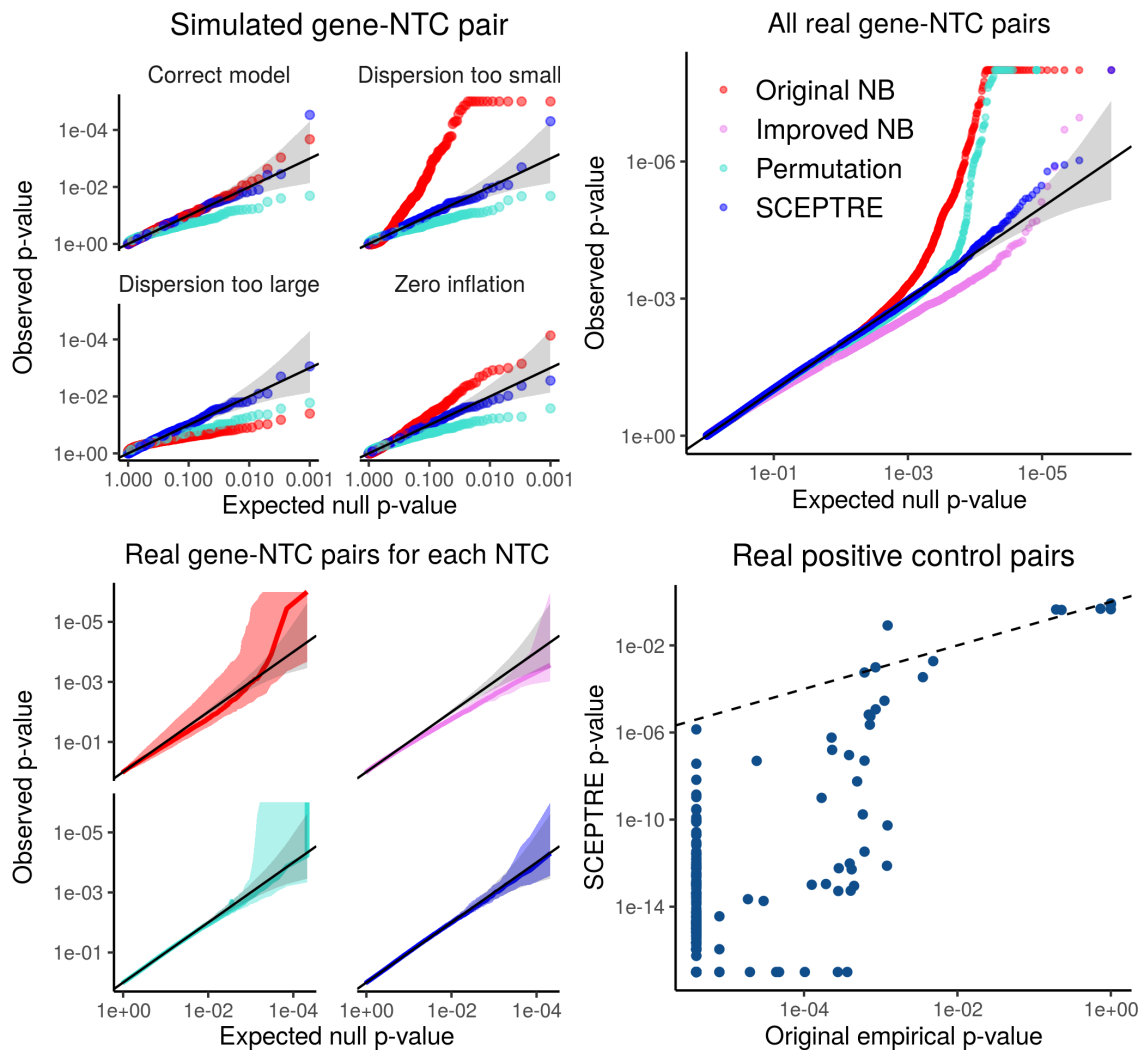 Simulated gene-NTC pair
Correct model
Dispersion too small
1e-04
1e-02
1e+00
Dispersion too large
Zero inflation
1e-04
1e-02
1e+00
1.000 0.100 0.010 0.001
1.000 0.100 0.010 0.001
Observed p-value
Expected null p-value
All real gene-NTC pairs
Original NB
Improved NB
Permutation
SCEPTRE
1e-06
1e-03
1e+00
1e-01 1e-03 1e-05
Observed p-value
Expected null p-value
Real gene-NTC pairs for each NTC
1e-05
1e-03
1e-01
1e-05
1e-03
1e-01
1e+00 1e-02 1e-04
1e+00 1e-02 1e-04
Observed p-value
Observed p-value
Expected null p-value
Real positive control pairs
1e-02
1e-06
1e-10
1e-14
1e-04 1e-02 1e+00
SCEPTRE p-value
Original empirical p-value